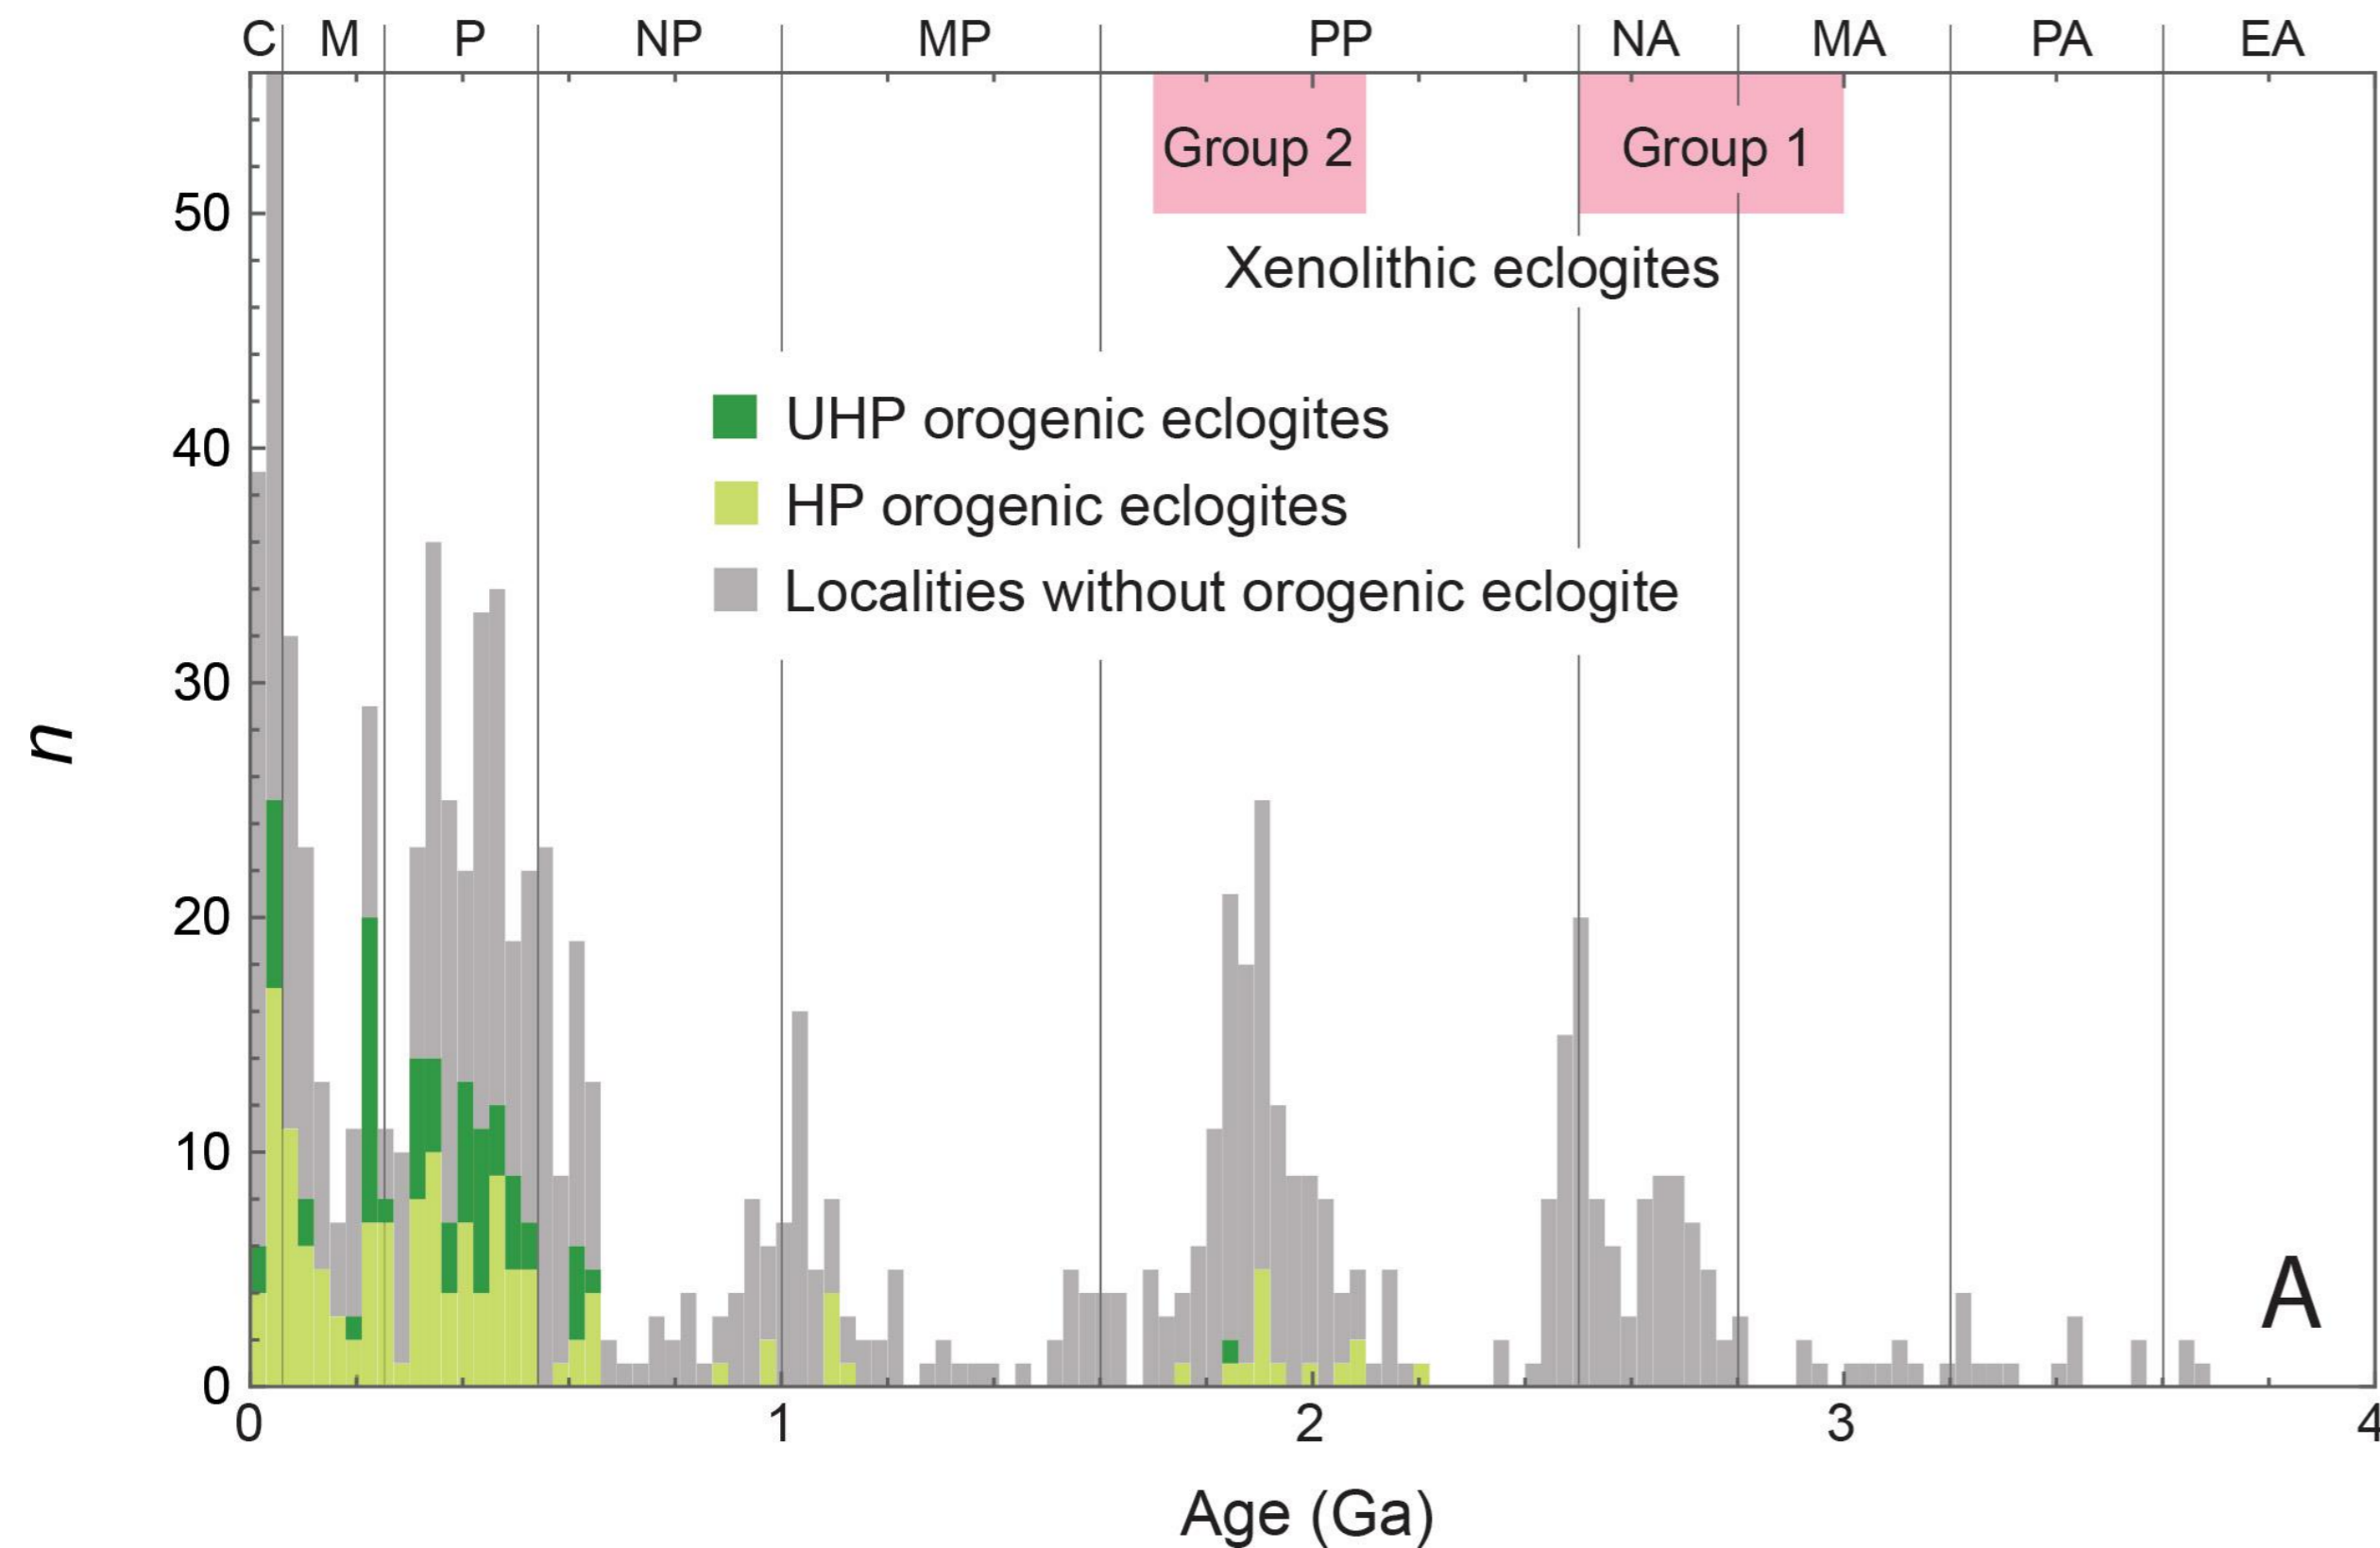 C M P NP MP PP NA MA PA EA
Group 2 Group 1
50
Xenolithic eclogites
UHP orogenic eclogites
40
HP orogenic eclogites
Localities without orogenic eclogite
30
n
20
10
A
0
0 1 2 3 4
Age (Ga)